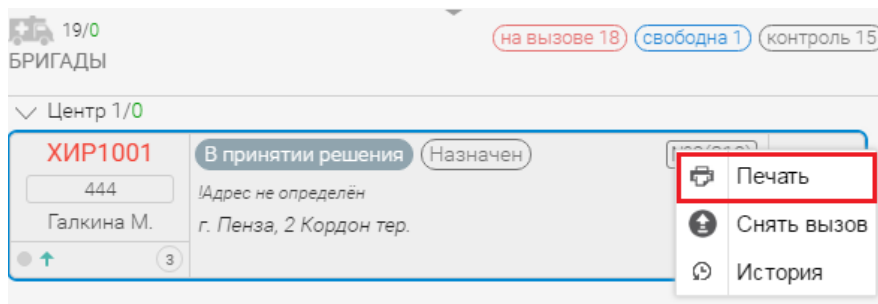 19/0
БРИГАДЫ
на вызове 18 свободна 1 контроль 15
Центр 1/0
ХИР1001 В принятии решения Назначен
444 !Адрес не определён
Галкина М. г. Пенза, 2 Кордон тер.
3
Печать
Снять вызов
История